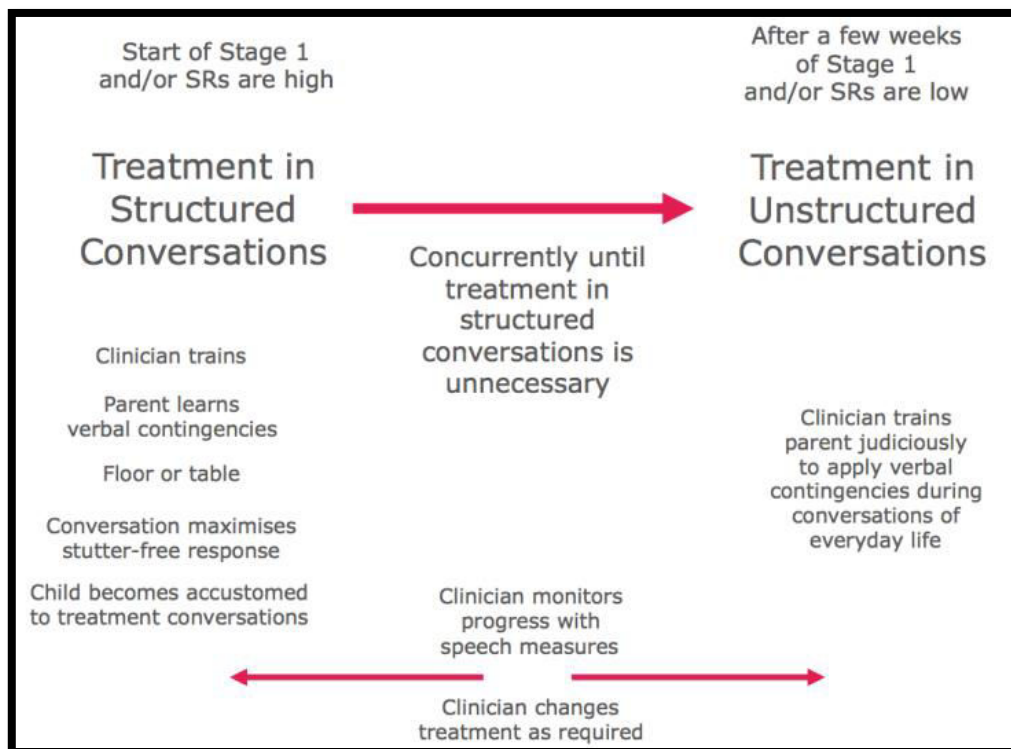 Start of Stage 1
and/or SRs are high
After a few weeks
of Stage 1
and/or SRs are low
Treatment in
Structured
Conversations
Treatment in
Unstructured
Conversations
Concurrently until
treatment in
structured
conversations is
unnecessary
Clinician trains
Parent learns
verbal contingencies
Floor or table
Conversation maximises
stutter-free response
Child becomes accustomed
to treatment conversations
Clinician trains
parent judiciously
to apply verbal
contingencies during
conversations of
everyday life
Clinician monitors
progress with
speech measures
Clinician changes
treatment as required